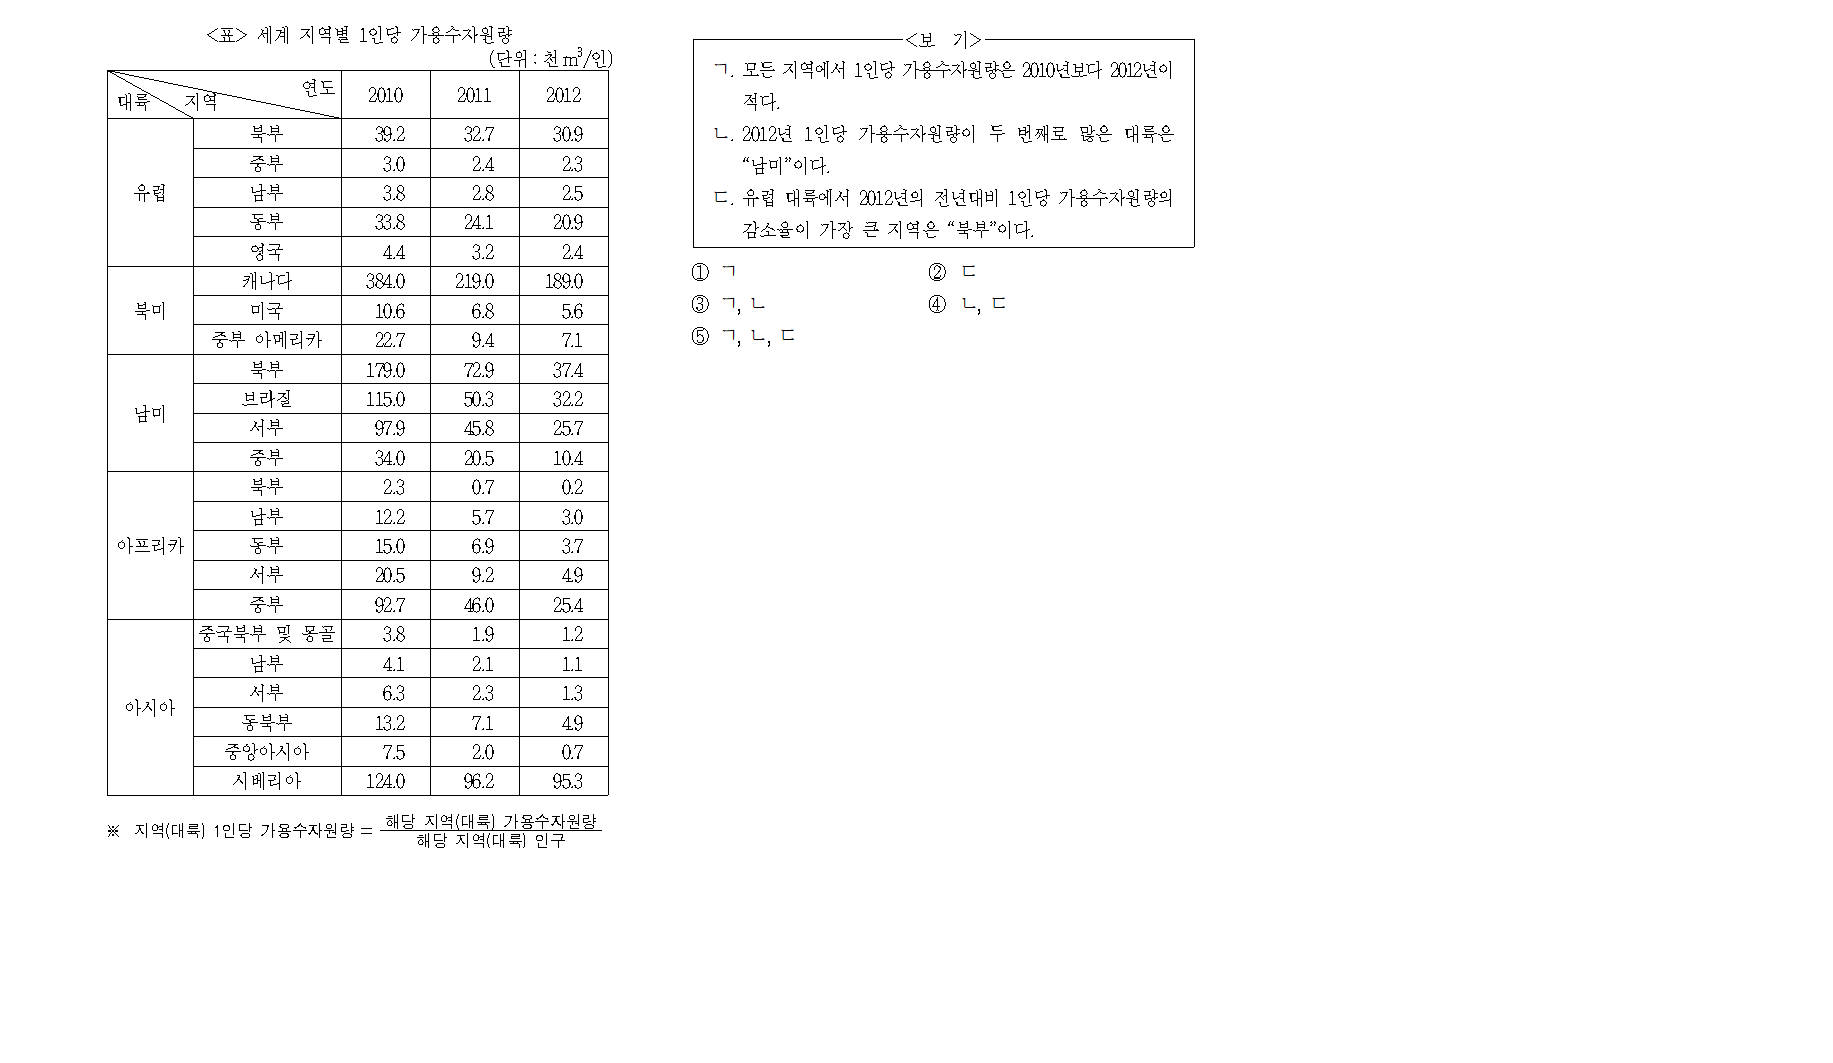 <표> 세계 지역별 1인당 가용수자원량
(단위 : 천 m³/인)
대륙 지역 연도 2010 2011 2012
유럽 북부 39.2 32.7 30.9
중부 3.0 2.4 2.3
남부 3.8 2.8 2.5
동부 33.8 24.1 20.9
영국 4.4 3.2 2.4
북미 캐나다 384.0 219.0 189.0
미국 10.6 6.8 5.6
중부 아메리카 22.7 9.4 7.1
남미 북부 179.0 72.9 37.4
브라질 115.0 50.3 32.2
서부 97.9 45.8 25.7
중부 34.0 20.5 10.4
아프리카 북부 2.3 0.7 0.2
남부 12.2 5.7 3.0
동부 15.0 6.9 3.7
서부 20.5 9.2 4.9
중부 92.7 46.0 25.4
아시아 중국북부 및 몽골 3.8 1.9 1.2
남부 4.1 2.1 1.1
서부 6.3 2.3 1.3
동북부 13.2 7.1 4.9
중앙아시아 7.5 2.0 0.7
시베리아 124.0 96.2 95.3
※ 지역(대륙) 1인당 가용수자원량 = 해당 지역(대륙) 가용수자원량
해당 지역(대륙) 인구
<보 기>
ㄱ. 모든 지역에서 1인당 가용수자원량은 2010년보다 2012년이
적다.
ㄴ. 2012년 1인당 가용수자원량이 두 번째로 많은 대륙은
“남미”이다.
ㄷ. 유럽 대륙에서 2012년의 전년대비 1인당 가용수자원량의
감소율이 가장 큰 지역은 “북부”이다.
① ㄱ ② ㄷ
③ ㄱ, ㄴ ④ ㄴ, ㄷ
⑤ ㄱ, ㄴ, ㄷ